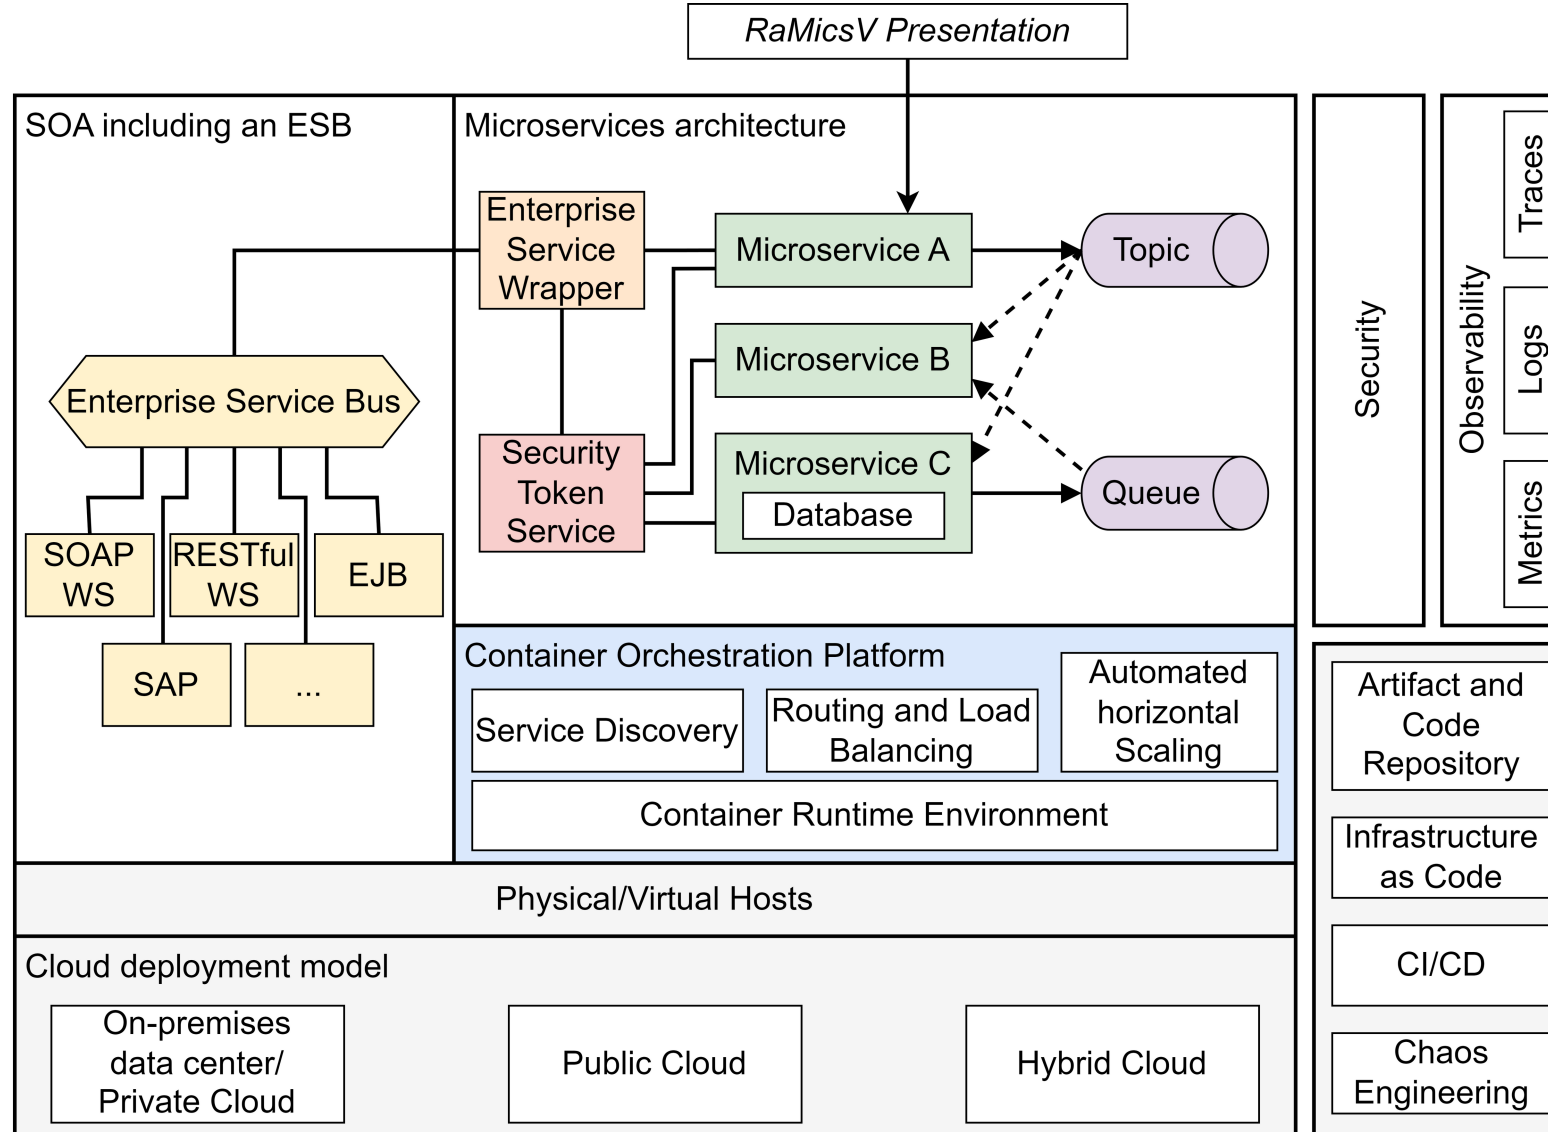 RaMicsV Presentation
SOA including an ESB
Enterprise Service Bus
SOAP
WS
RESTful
WS
EJB
SAP
...
Microservices architecture
Enterprise
Service
Wrapper
Security
Token
Service
Microservice A
Microservice B
Microservice C
Database
Topic
Queue
Container Orchestration Platform
Service Discovery
Routing and Load
Balancing
Automated
horizontal
Scaling
Container Runtime Environment
Physical/Virtual Hosts
Cloud deployment model
On-premises
data center/
Private Cloud
Public Cloud
Hybrid Cloud
Security
Observability
Traces
Logs
Metrics
Artifact and
Code
Repository
Infrastructure
as Code
CI/CD
Chaos
Engineering